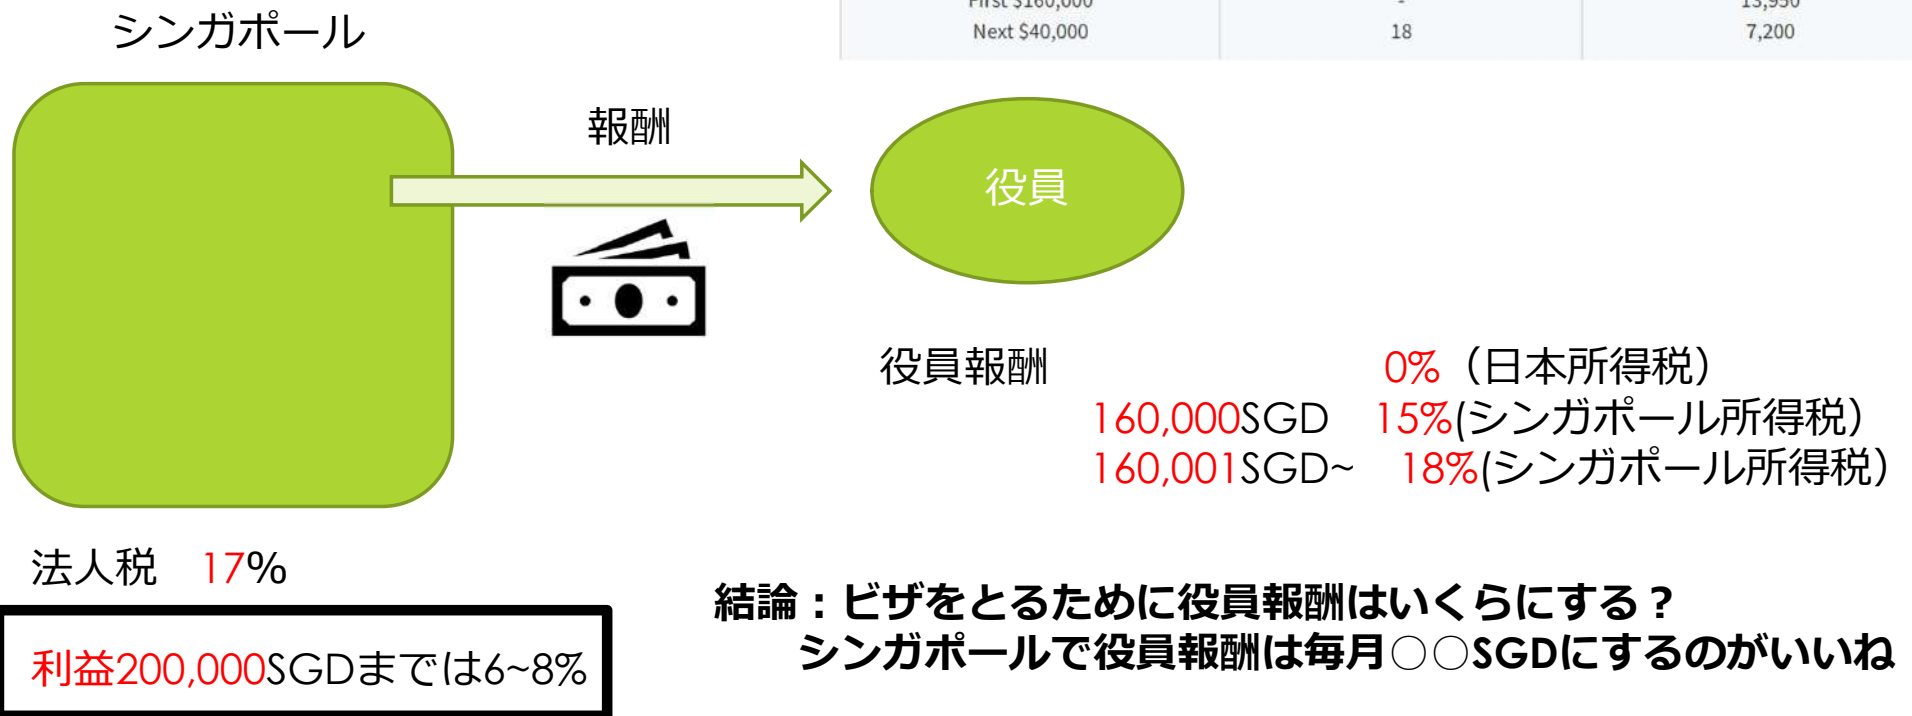 シンガポール
First $160,000 - 13,950
Next $40,000 18 7,200
報酬
役員
役員報酬 0%（日本所得税）
160,000SGD 15%(シンガポール所得税）
160,001SGD~ 18%(シンガポール所得税）
法人税 17%
利益200,000SGDまでは6~8%
結論：ビザをとるために役員報酬はいくらにする？
シンガポールで役員報酬は毎月○○SGDにするのがいいね